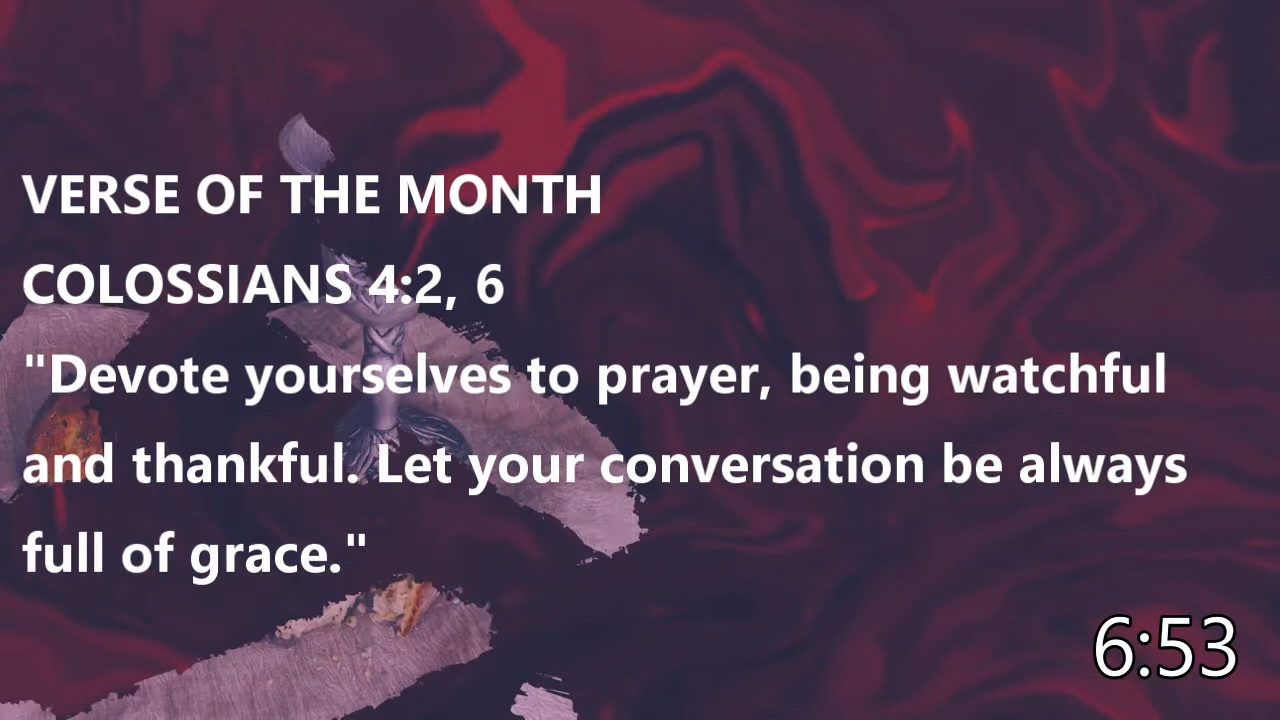 VERSE OF THE MONTH
COLOSSIANS 4:2, 6
"Devote yourselves to prayer, being watchful
and thankful. Let your conversation be always
full of grace."
6:53